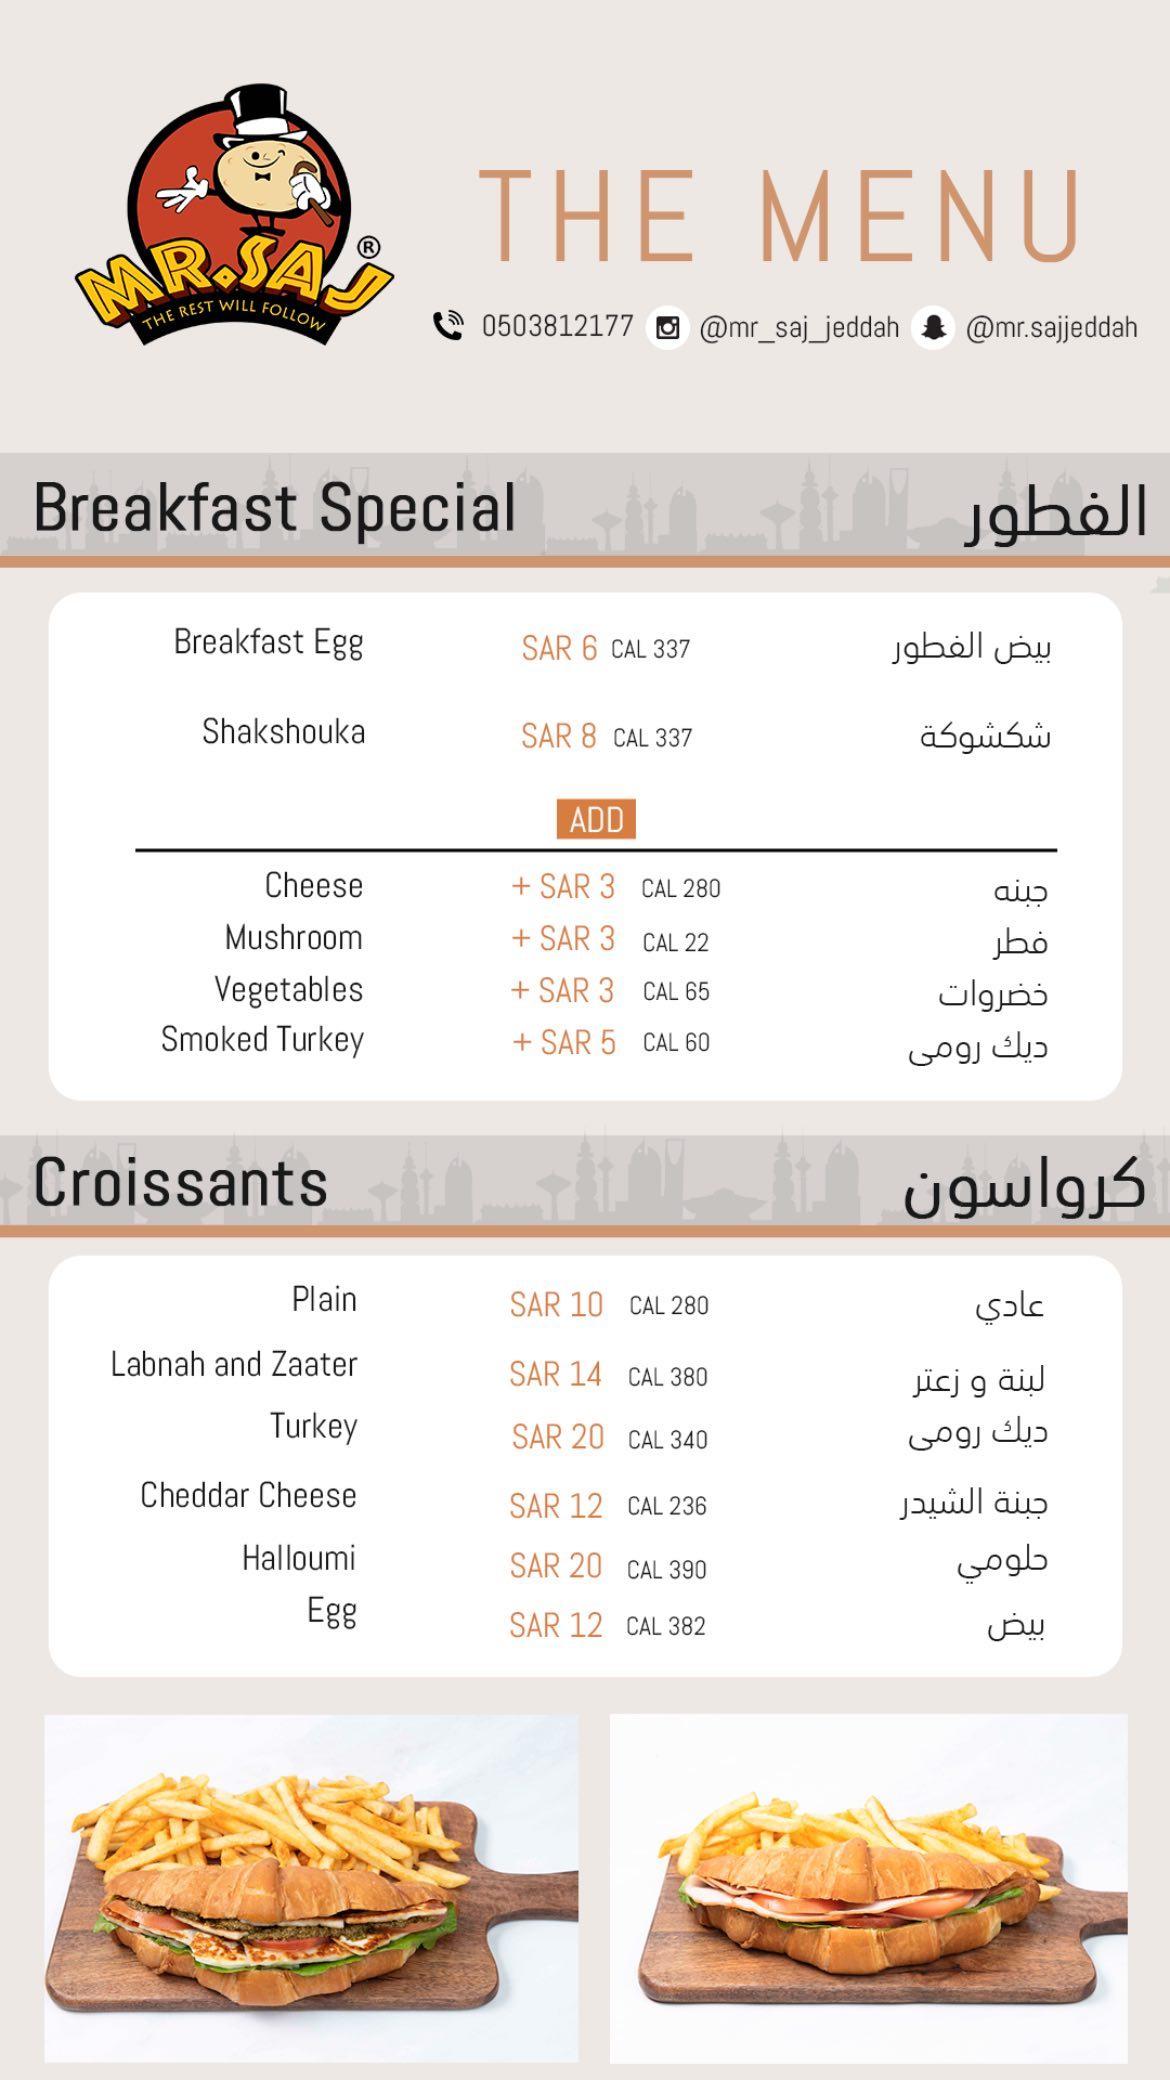 MR.SAJ ®
THE REST WILL FOLLOW
THE MENU
0503812177 @mr_saj_jeddah @mr.sajjeddah
Breakfast Special الفطور
Breakfast Egg SAR 6 CAL 337 بيض الفطور
Shakshouka SAR 8 CAL 337 شكشوكة
ADD
Cheese + SAR 3 CAL 280 جبنه
Mushroom + SAR 3 CAL 22 فطر
Vegetables + SAR 3 CAL 65 خضروات
Smoked Turkey + SAR 5 CAL 60 ديك رومى
Croissants كرواسون
Plain SAR 10 CAL 280 عادي
Labnah and Zaater SAR 14 CAL 380 لبنة و زعتر
Turkey SAR 20 CAL 340 ديك رومى
Cheddar Cheese SAR 12 CAL 236 جبنة الشيدر
Halloumi SAR 20 CAL 390 حلومي
Egg SAR 12 CAL 382 بيض